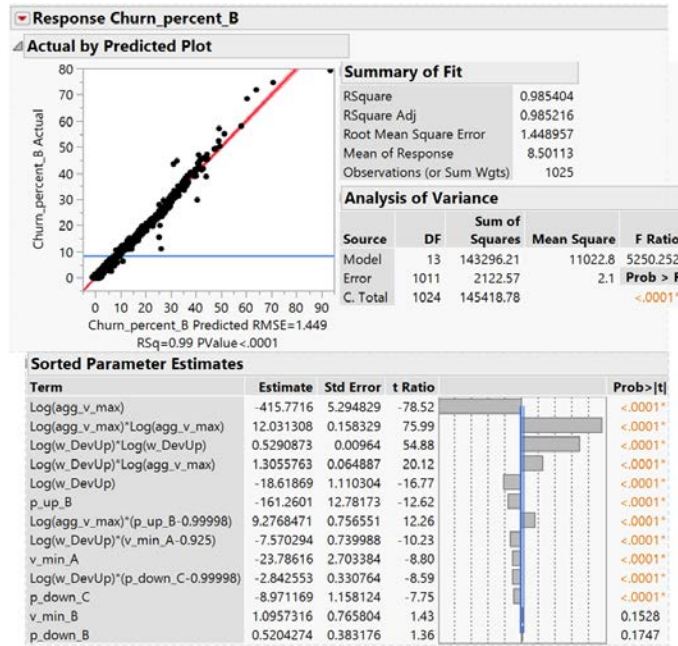 Response Churn_percent_B
Actual by Predicted Plot
80
70
60
50
40
30
20
10
0
Churn_percent_B Actual
0 10 20 30 40 50 60 70 80 90
Churn_percent_B Predicted RMSE=1.449
RSq=0.99 PValue<.0001
Summary of Fit
RSquare 0.985404
RSquare Adj 0.985216
Root Mean Square Error 1.448957
Mean of Response 8.50113
Observations (or Sum Wgts) 1025
Analysis of Variance
Sum of
Source DF Squares Mean Square F Ratio
Model 13 143296.21 11022.8 5250.252
Error 1011 2122.57 2.1 Prob > F
C. Total 1024 145418.78 <.0001*
Sorted Parameter Estimates
Term Estimate Std Error t Ratio Prob>|t|
Log(agg_v_max) -415.7716 5.294829 -78.52 <.0001*
Log(agg_v_max)*Log(agg_v_max) 12.031308 0.158329 75.99 <.0001*
Log(w_DevUp)*Log(w_DevUp) 0.5290873 0.00964 54.88 <.0001*
Log(w_DevUp)*Log(agg_v_max) 1.3055763 0.064887 20.12 <.0001*
Log(w_DevUp) -18.61869 1.110304 -16.77 <.0001*
p_up_B -161.2601 12.78173 -12.62 <.0001*
Log(agg_v_max)*(p_up_B-0.99998) 9.2768471 0.756551 12.26 <.0001*
Log(w_DevUp)*(v_min_A-0.925) -7.570294 0.739988 -10.23 <.0001*
v_min_A -23.78616 2.703384 -8.80 <.0001*
Log(w_DevUp)*(p_down_C-0.99998) -2.842553 0.330764 -8.59 <.0001*
p_down_C -8.971169 1.158124 -7.75 <.0001*
v_min_B 1.0957316 0.765804 1.43 0.1528
p_down_B 0.5204274 0.383176 1.36 0.1747